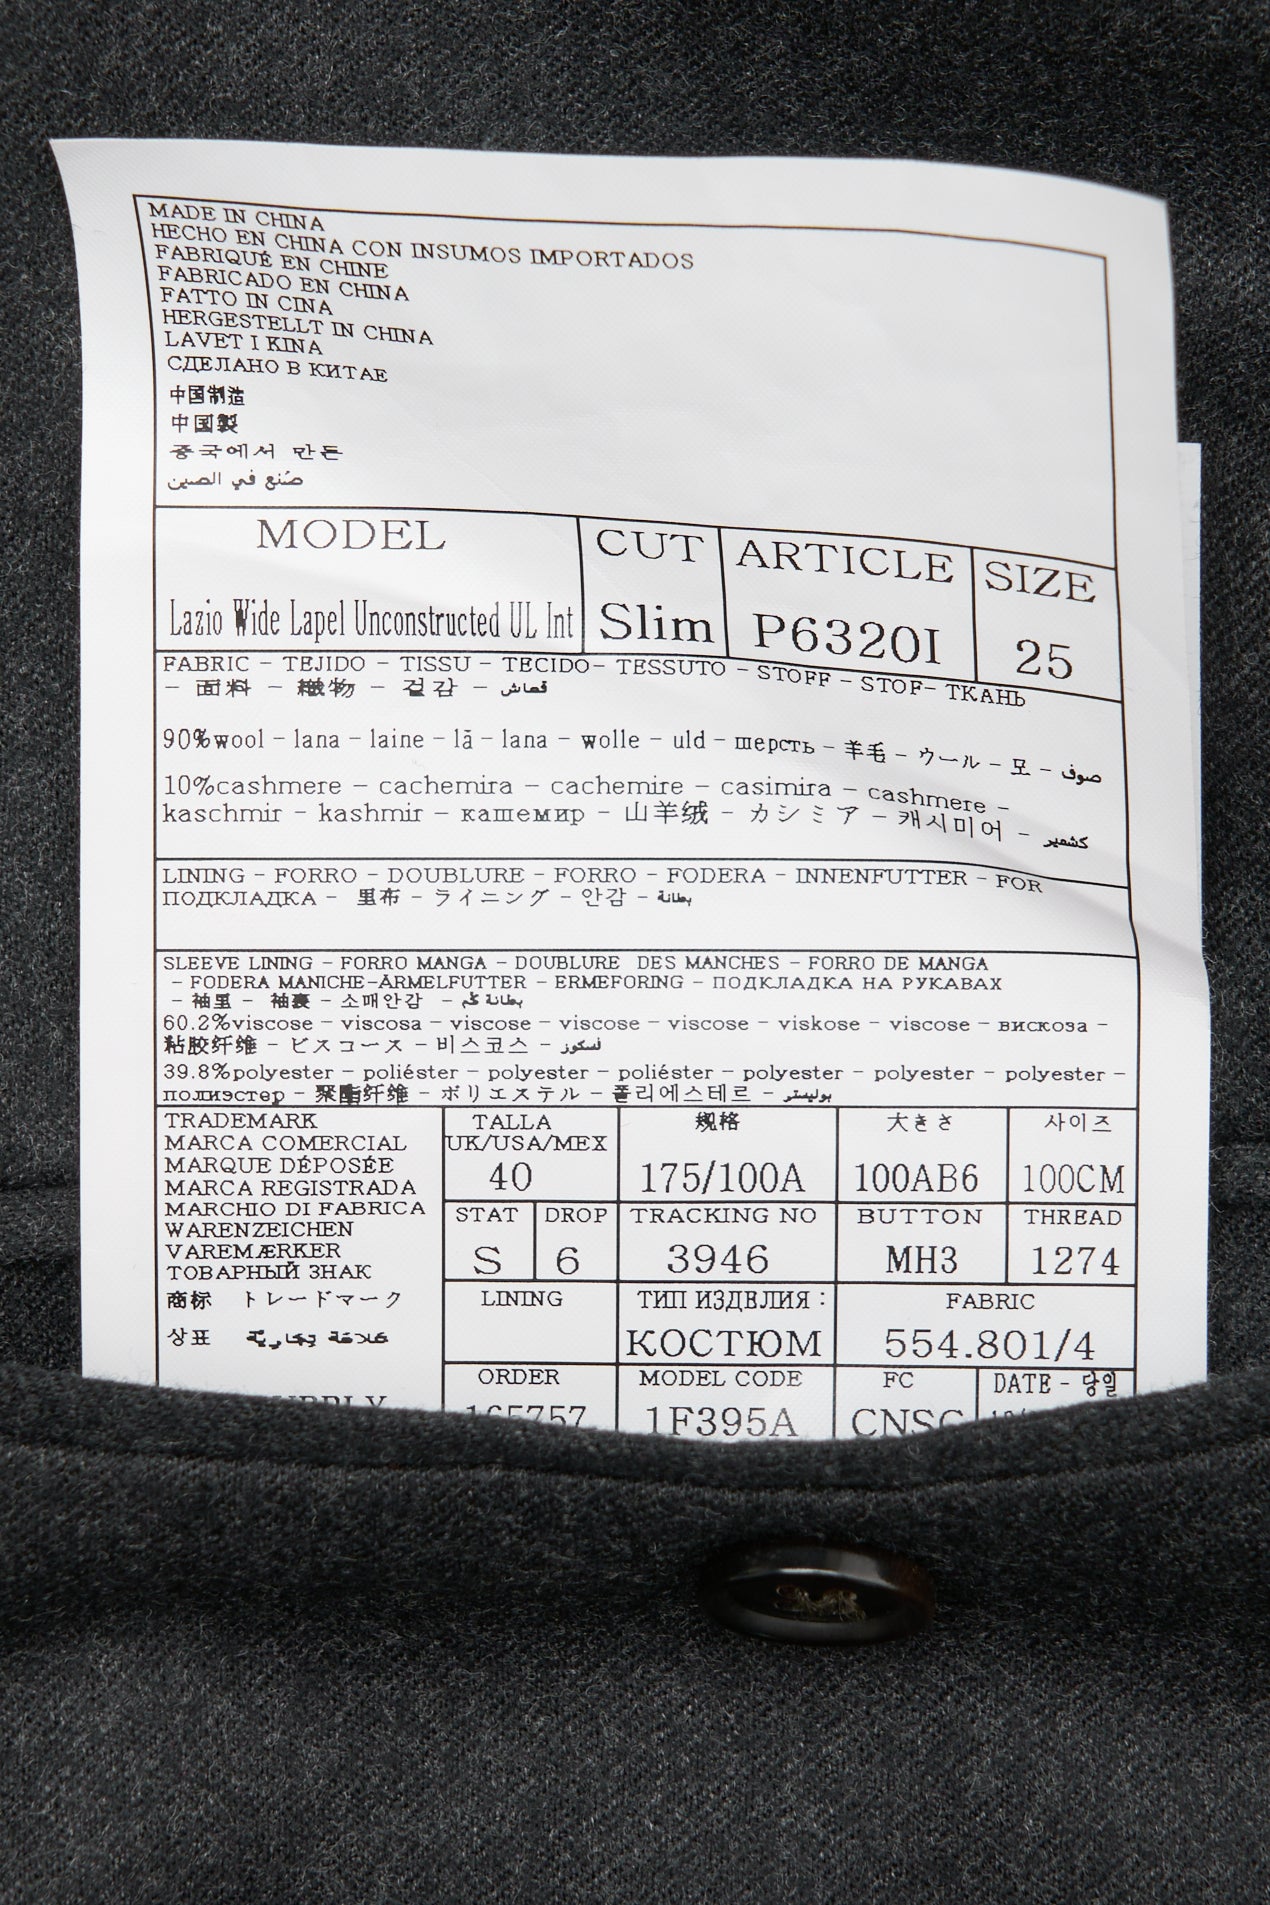 MADE IN CHINA
HECHO EN CHINA CON INSUMOS IMPORTADOS
FABRIQUÉ EN CHINE
FABRICADO EN CHINA
FATTO IN CINA
HERGESTELLT IN CHINA
LAVET I KINA
СДЕЛАНО В КИТАЕ
中国制造
中国製
중국에서 만든
صُنع في الصين
MODEL CUT ARTICLE SIZE
Lazio Wide Lapel Unconstructed UL Int Slim P6320I 25
FABRIC - TEJIDO - TISSU - TECIDO- TESSUTO - STOFF - STOF- ТКАНЬ
- 面料 - 織物 - 겉감 - قماش
90%wool - lana - laine - lã - lana - wolle - uld - шерсть - 羊毛 - ウール - 모 - صوف
10%cashmere - cachemira - cachemire - casimira - cashmere -
kaschmir - kashmir - кашемир - 山羊绒 - カシミア - 캐시미어 - كشمير
LINING - FORRO - DOUBLURE - FORRO - FODERA - INNENFUTTER - FOR
ПОДКЛАДКА - 里布 - ライニング - 안감 - بطانة
SLEEVE LINING - FORRO MANGA - DOUBLURE DES MANCHES - FORRO DE MANGA
- FODERA MANICHE-ÄRMELFUTTER - ERMEFORING - ПОДКЛАДКА НА РУКАВАХ
- 袖里 - 袖裏 - 소매안감 - بطانة كم
60.2%viscose - viscosa - viscose - viscose - viscose - viskose - viscose - вискоза -
粘胶纤维 - ビスコース - 비스코스 - فسكوز
39.8%polyester - poliéster - polyester - poliéster - polyester - polyester - polyester -
полиэстер - 聚酯纤维 - ポリエステル - 폴리에스테르 - بوليستر
TRADEMARK
MARCA COMERCIAL
MARQUE DÉPOSÉE
MARCA REGISTRADA
MARCHIO DI FABRICA
WARENZEICHEN
VAREMÆRKER
ТОВАРНЫЙ ЗНАК
商标 トレードマーク
상표 علامة تجارية
TALLA 规格 大きさ 사이즈
UK/USA/MEX
40 175/100A 100AB6 100CM
STAT DROP TRACKING NO BUTTON THREAD
S 6 3946 MH3 1274
LINING ТИП ИЗДЕЛИЯ: FABRIC
КОСТЮМ 554.801/4
ORDER MODEL CODE FC DATE - 당일
165757 1F395A CNSC